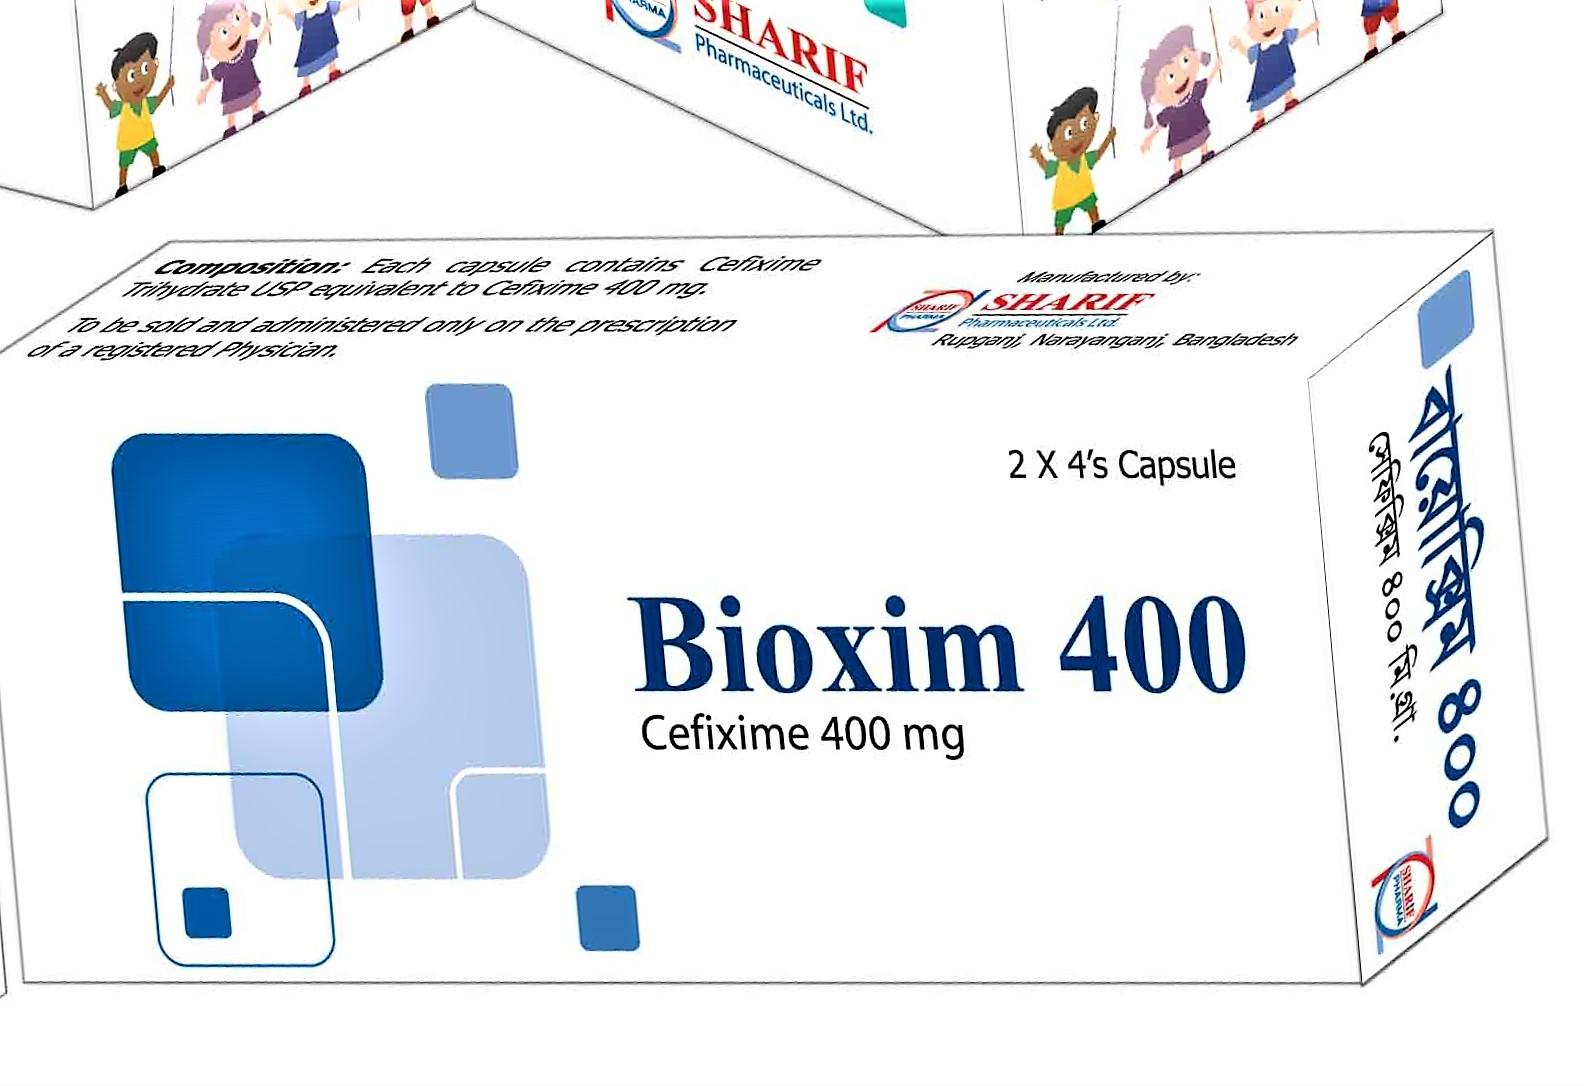 SHARIF
Pharmaceuticals Ltd.
Composition: Each capsule contains Cefixime
Trihydrate USP equivalent to Cefixime 400 mg.
To be sold and administered only on the prescription
of a registered Physician.
Manufactured by:
SHARIF
PHARMA
SHARIF
Pharmaceuticals Ltd.
Rupganj, Narayanganj, Bangladesh
2 X 4's Capsule
Bioxim 400
Cefixime 400 mg
বায়োক্সিম ৪০০
সেফিক্সিম ৪০০ মি.গ্রা.
SHARIF
PHARMA